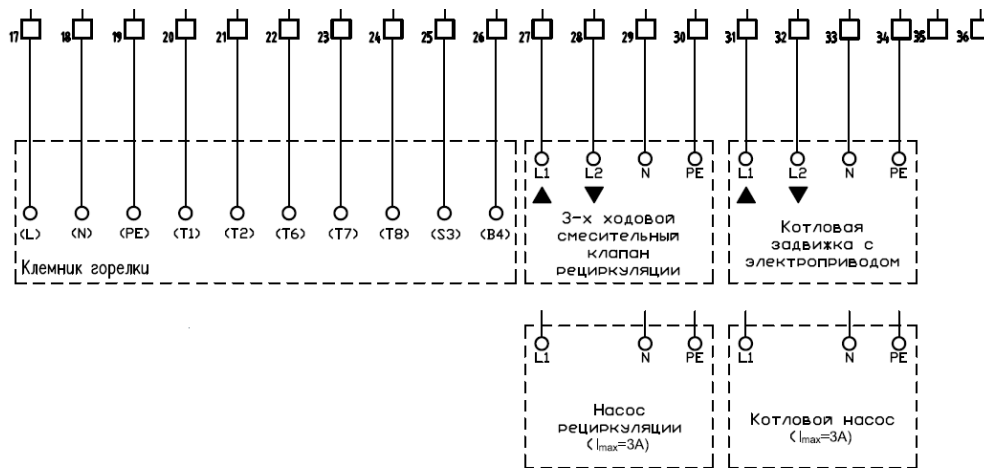 17 18 19 20 21 22 23 24 25 26 27 28 29 30 31 32 33 34 35 36
L1 L2 N PE L1 L2 N PE
(L) (N) (PE) (T1) (T2) (T6) (T7) (T8) (S3) (B4)
Клемник горелки
3-х ходовой
смесительный
клапан
рециркуляции
Котловая
задвижка с
электроприводом
L1 N PE L1 N PE
Насос
рециркуляции
(Imax=3A)
Котловой насос
(Imax=3A)